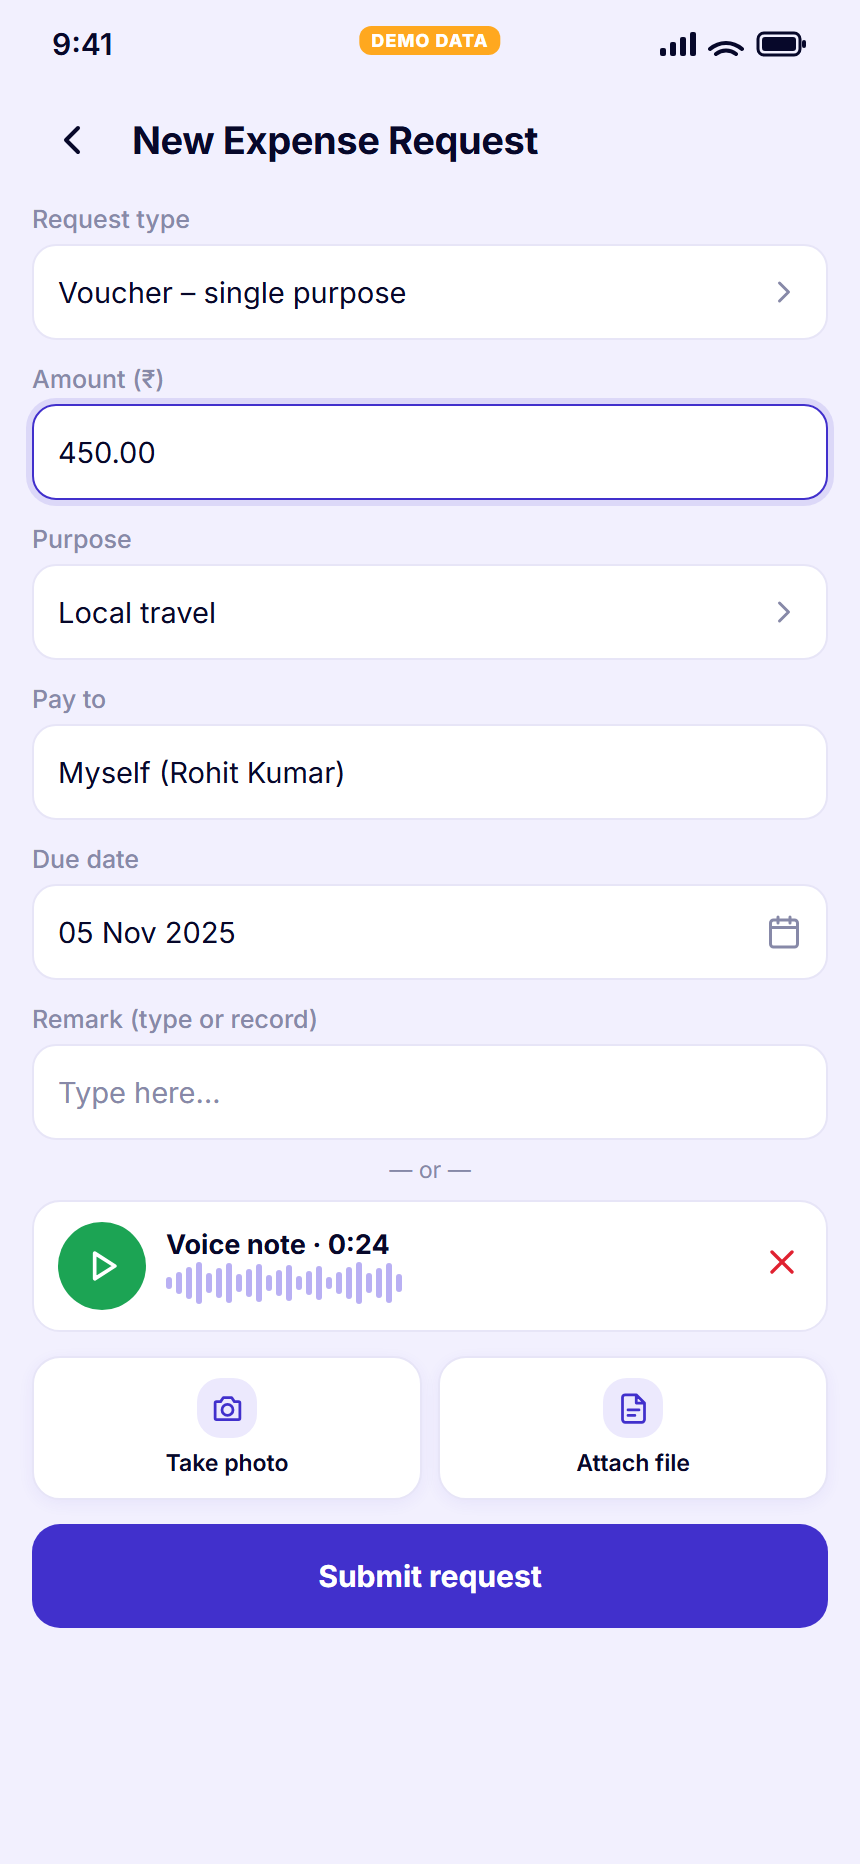 9:41
DEMO DATA
New Expense Request
Request type
Voucher – single purpose
Amount (₹)
450.00
Purpose
Local travel
Pay to
Myself (Rohit Kumar)
Due date
05 Nov 2025
Remark (type or record)
Type here...
— or —
Voice note · 0:24
Take photo
Attach file
Submit request